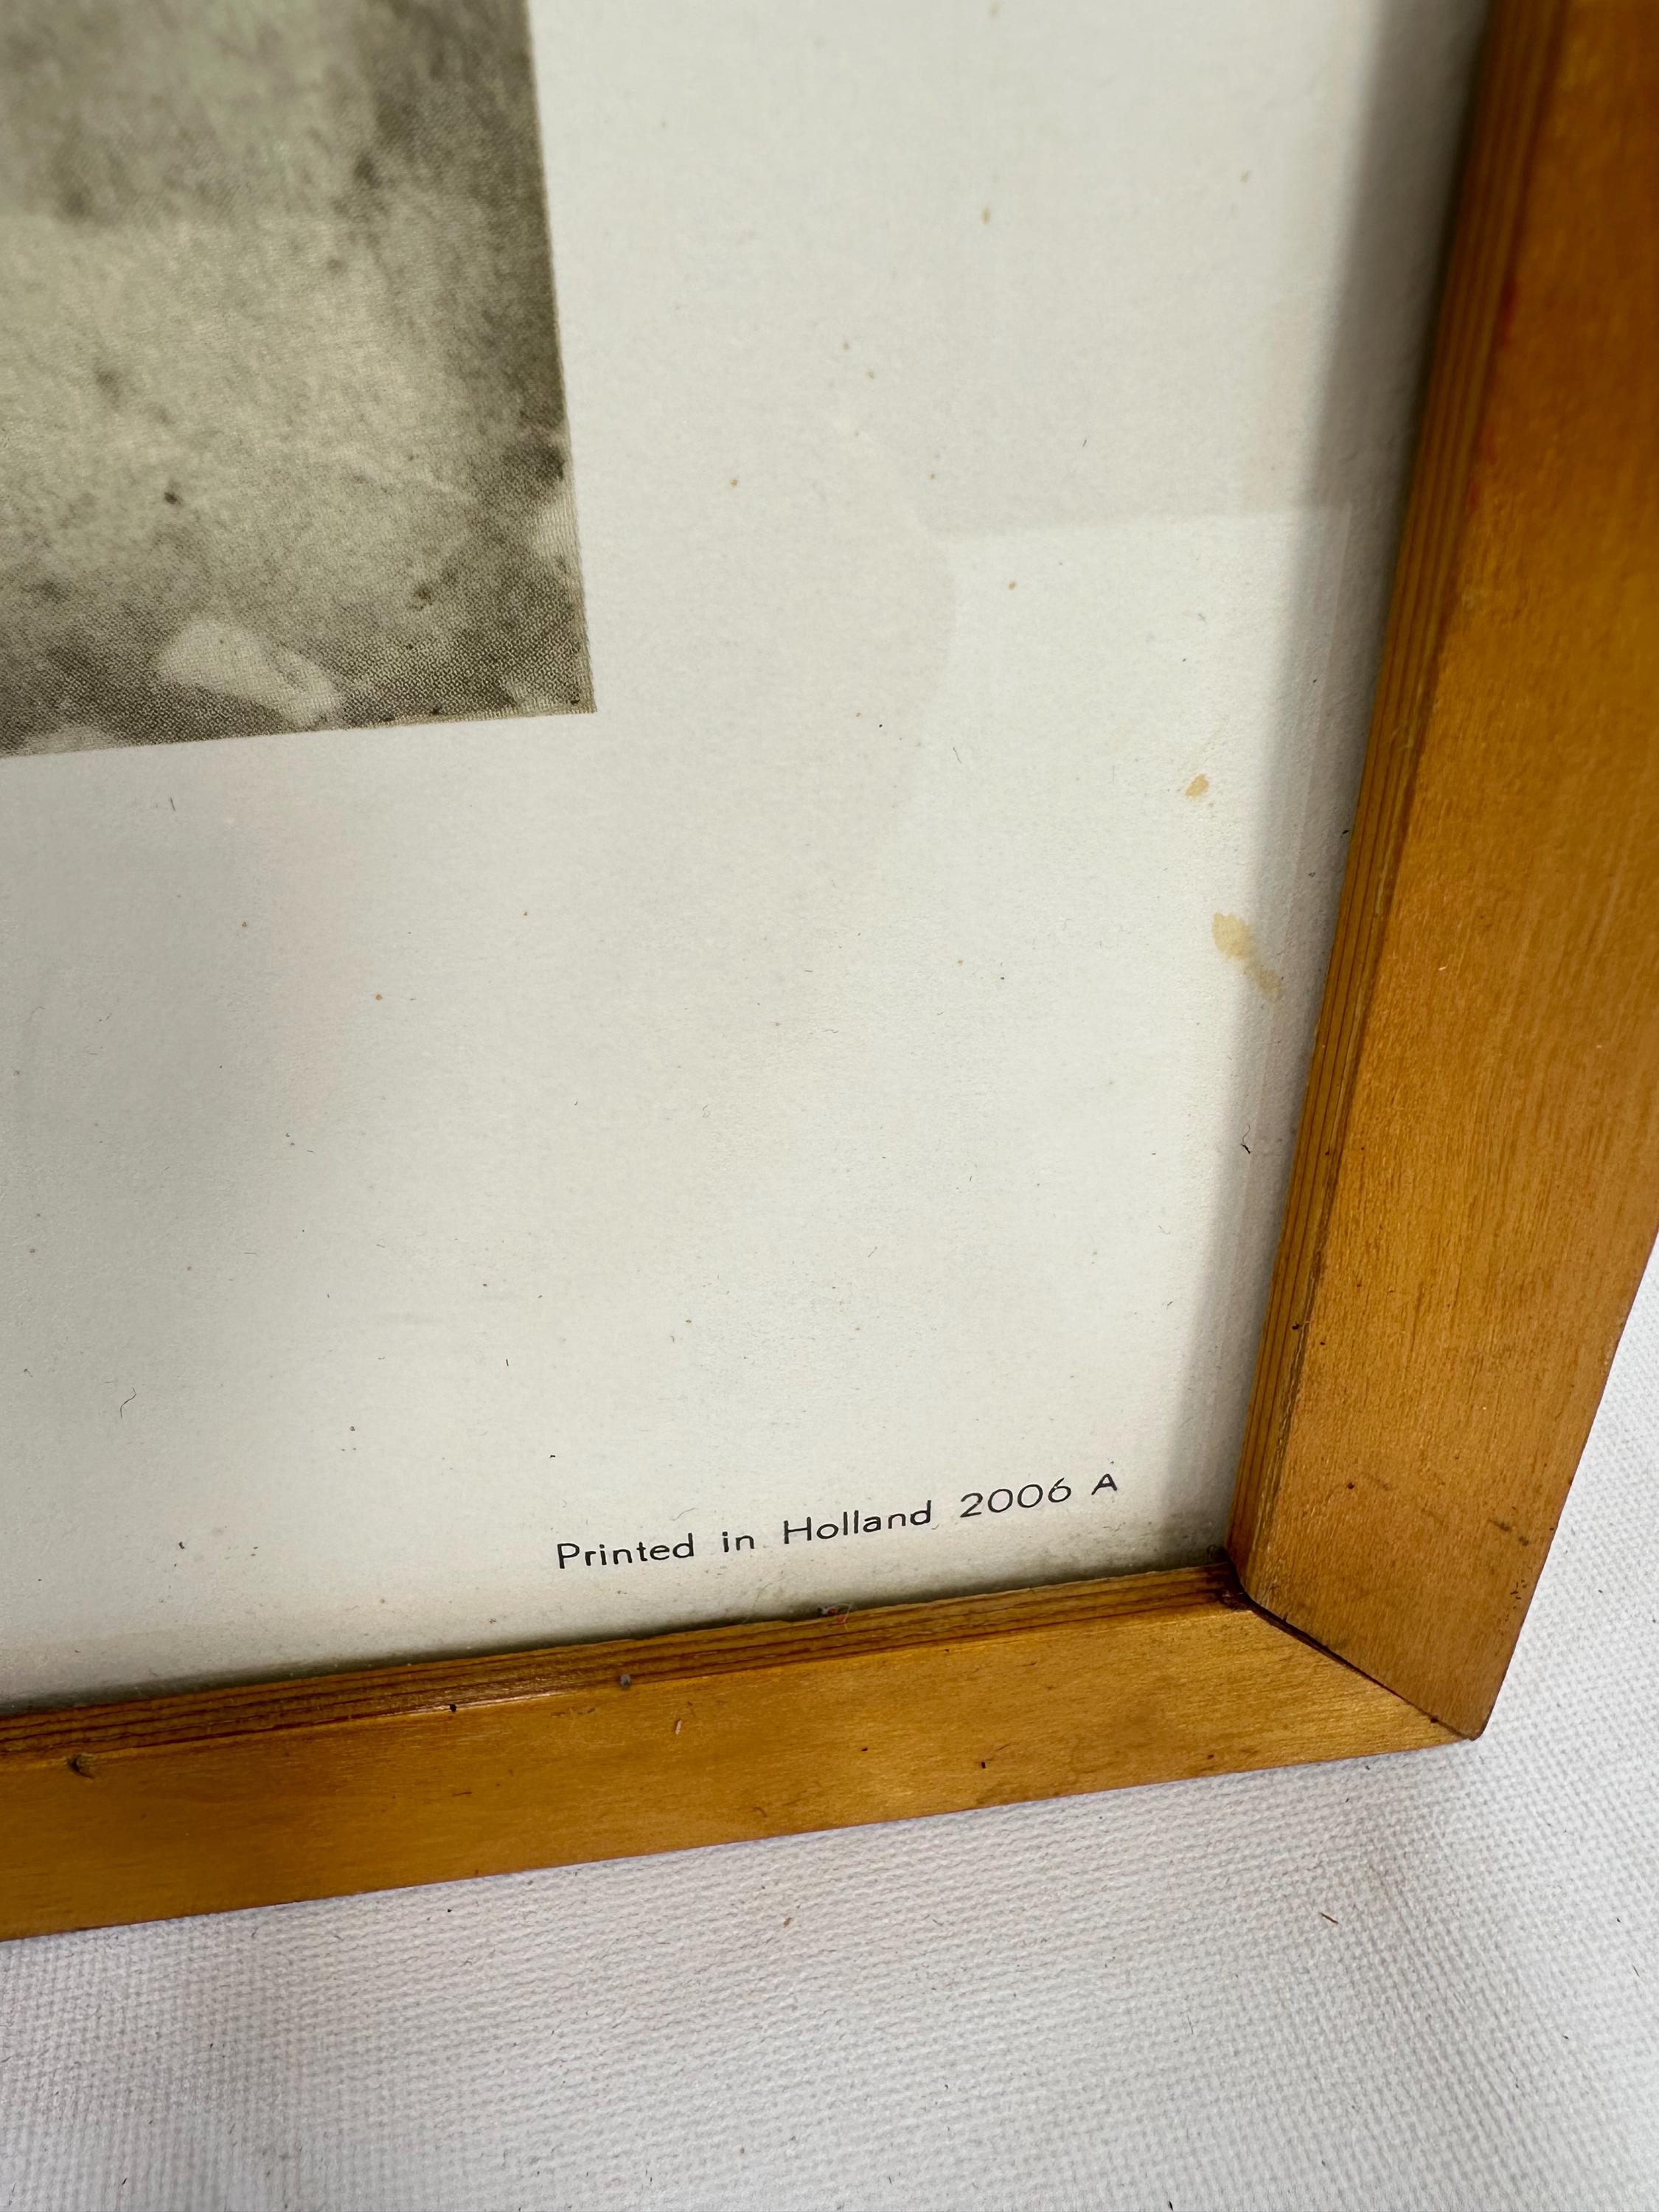 Printed in Holland 2006 A